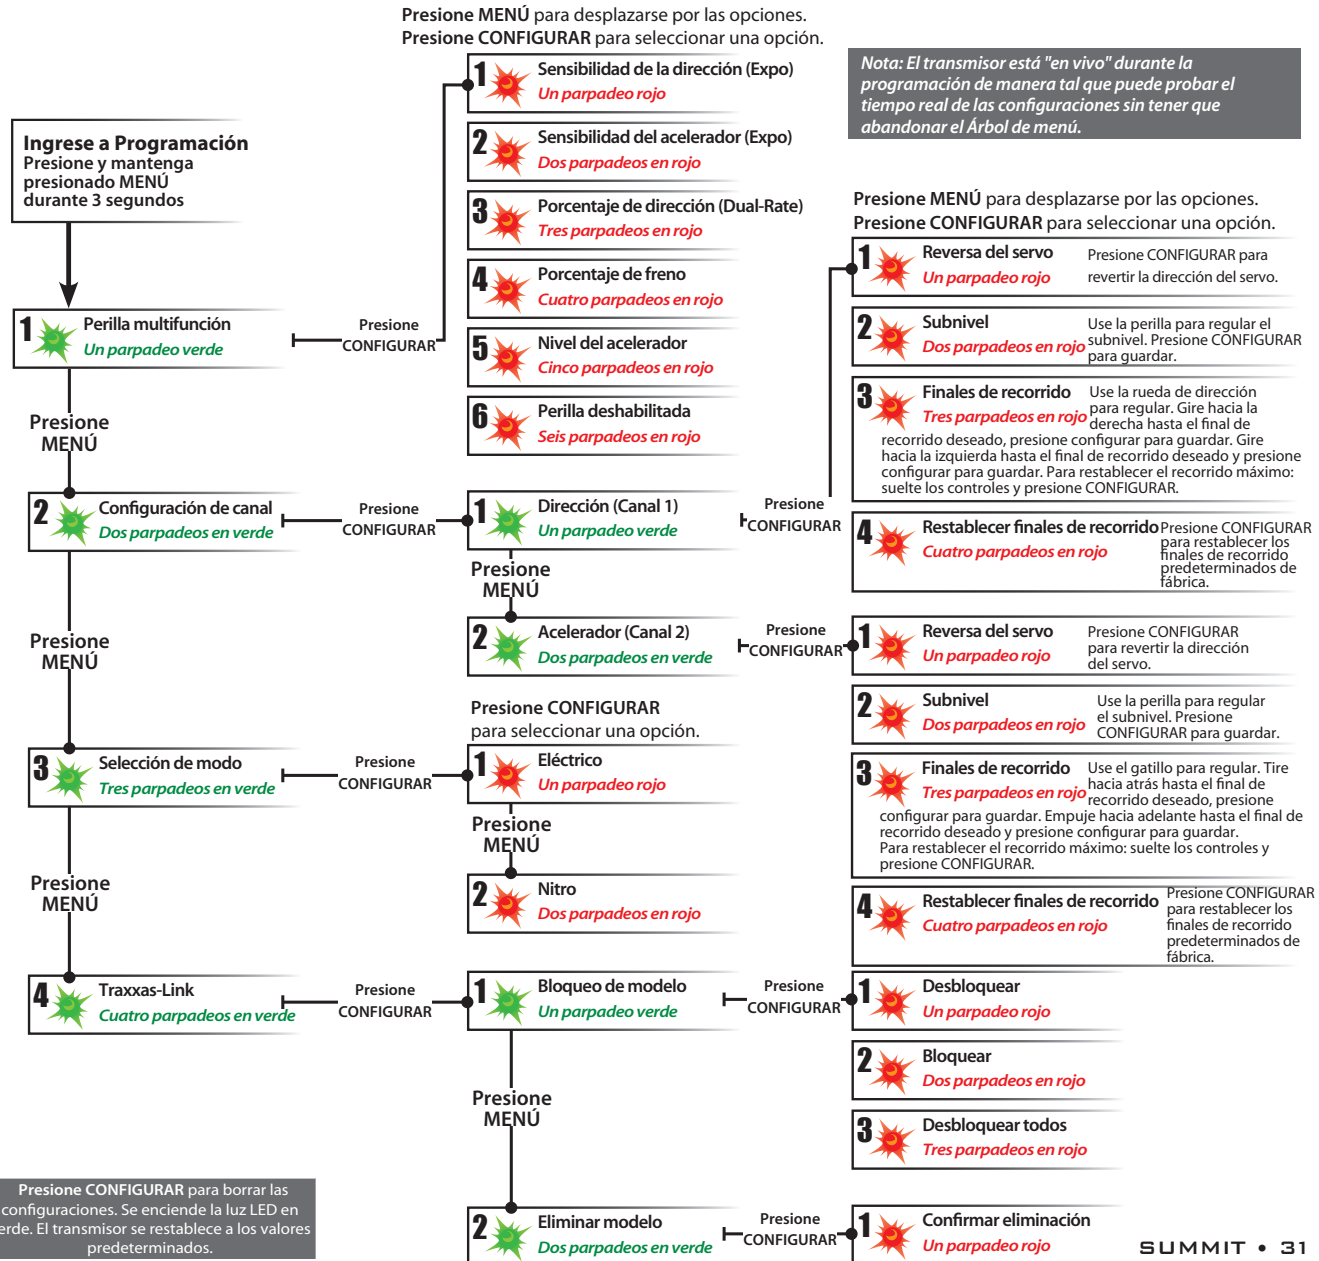 Presione MENÚ para desplazarse por las opciones.
Presione CONFIGURAR para seleccionar una opción.
Nota: El transmisor está "en vivo" durante la
programación de manera tal que puede probar el
tiempo real de las configuraciones sin tener que
abandonar el Árbol de menú.
Ingrese a Programación
Presione y mantenga
presionado MENÚ
durante 3 segundos
1 Perilla multifunción
Un parpadeo verde
Presione
CONFIGURAR
1 Sensibilidad de la dirección (Expo)
Un parpadeo rojo
2 Sensibilidad del acelerador (Expo)
Dos parpadeos en rojo
3 Porcentaje de dirección (Dual-Rate)
Tres parpadeos en rojo
4 Porcentaje de freno
Cuatro parpadeos en rojo
5 Nivel del acelerador
Cinco parpadeos en rojo
6 Perilla deshabilitada
Seis parpadeos en rojo
Presione
MENÚ
2 Configuración de canal
Dos parpadeos en verde
Presione
CONFIGURAR
1 Dirección (Canal 1)
Un parpadeo verde
Presione
CONFIGURAR
Presione MENÚ para desplazarse por las opciones.
Presione CONFIGURAR para seleccionar una opción.
1 Reversa del servo
Un parpadeo rojo
Presione CONFIGURAR para
revertir la dirección del servo.
2 Subnivel
Dos parpadeos en rojo
Use la perilla para regular el
subnivel. Presione CONFIGURAR
para guardar.
3 Finales de recorrido
Tres parpadeos en rojo
Use la rueda de dirección
para regular. Gire hacia la
derecha hasta el final de
recorrido deseado, presione configurar para guardar. Gire
hacia la izquierda hasta el final de recorrido deseado y presione
configurar para guardar. Para restablecer el recorrido máximo:
suelte los controles y presione CONFIGURAR.
4 Restablecer finales de recorrido
Cuatro parpadeos en rojo
Presione CONFIGURAR
para restablecer los
finales de recorrido
predeterminados de
fábrica.
Presione
MENÚ
2 Acelerador (Canal 2)
Dos parpadeos en verde
Presione
CONFIGURAR
1 Reversa del servo
Un parpadeo rojo
Presione CONFIGURAR
para revertir la dirección
del servo.
2 Subnivel
Dos parpadeos en rojo
Use la perilla para regular
el subnivel. Presione
CONFIGURAR para guardar.
3 Finales de recorrido
Tres parpadeos en rojo
Use el gatillo para regular. Tire
hacia atrás hasta el final de
recorrido deseado, presione
configurar para guardar. Empuje hacia adelante hasta el final de
recorrido deseado y presione configurar para guardar.
Para restablecer el recorrido máximo: suelte los controles y
presione CONFIGURAR.
4 Restablecer finales de recorrido
Cuatro parpadeos en rojo
Presione CONFIGURAR
para restablecer los
finales de recorrido
predeterminados de
fábrica.
Presione
MENÚ
3 Selección de modo
Tres parpadeos en verde
Presione
CONFIGURAR
Presione CONFIGURAR
para seleccionar una opción.
1 Eléctrico
Un parpadeo rojo
Presione
MENÚ
2 Nitro
Dos parpadeos en rojo
Presione
MENÚ
4 Traxxas-Link
Cuatro parpadeos en verde
Presione
CONFIGURAR
1 Bloqueo de modelo
Un parpadeo verde
Presione
CONFIGURAR
1 Desbloquear
Un parpadeo rojo
2 Bloquear
Dos parpadeos en rojo
3 Desbloquear todos
Tres parpadeos en rojo
Presione
MENÚ
2 Eliminar modelo
Dos parpadeos en verde
Presione
CONFIGURAR
1 Confirmar eliminación
Un parpadeo rojo
Presione CONFIGURAR para borrar las
configuraciones. Se enciende la luz LED en
erde. El transmisor se restablece a los valores
predeterminados.
SUMMIT • 31